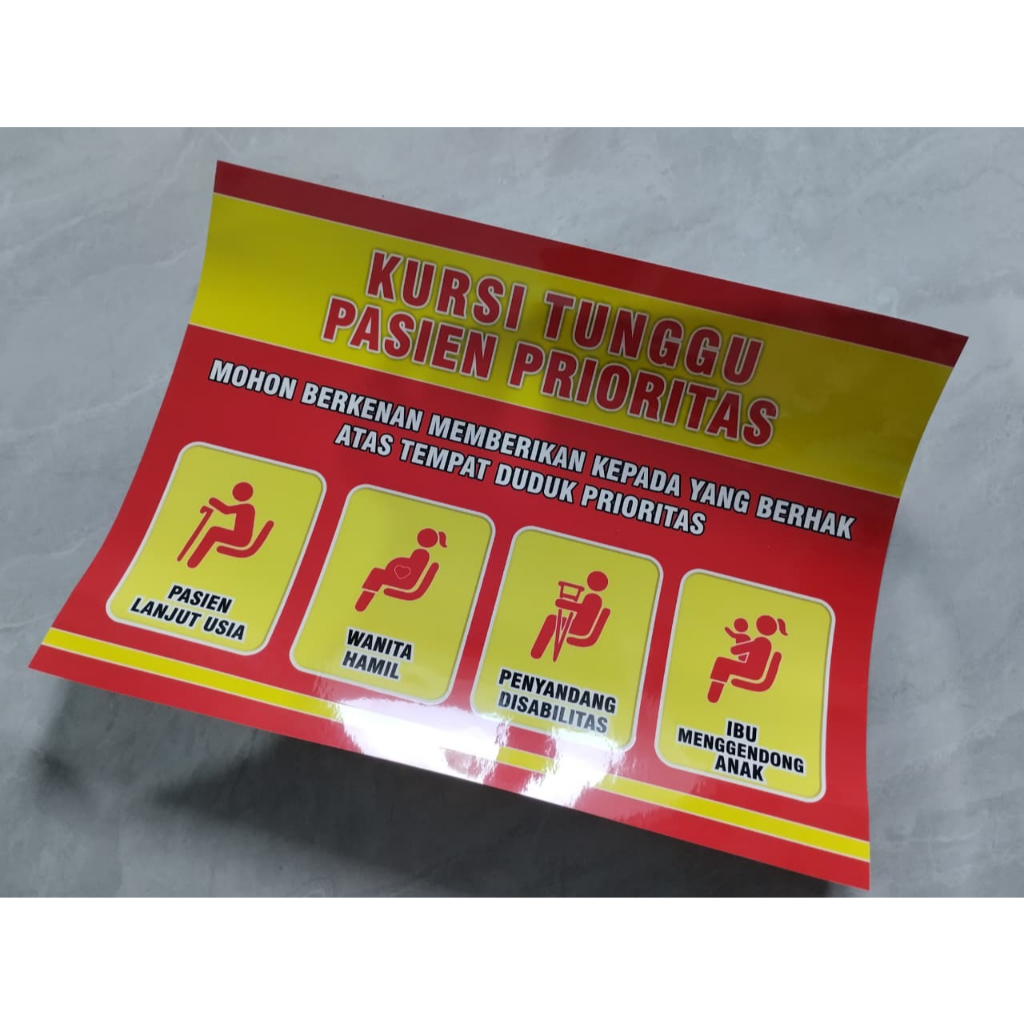 KURSI TUNGGU
PASIEN PRIORITAS
MOHON BERKENAN MEMBERIKAN KEPADA YANG BERHAK
ATAS TEMPAT DUDUK PRIORITAS
PASIEN
LANJUT USIA
WANITA
HAMIL
PENYANDANG
DISABILITAS
IBU
MENGGENDONG
ANAK